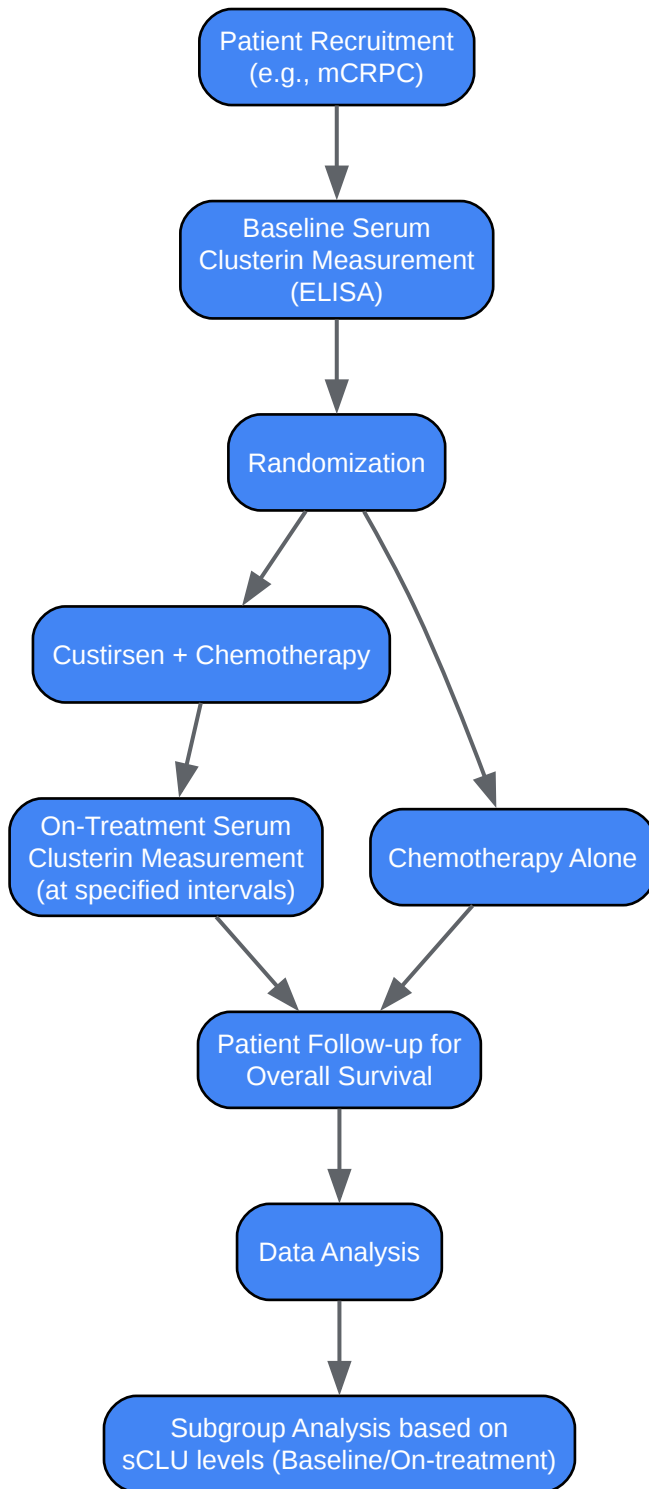 Patient Recruitment
(e.g., mCRPC)
Baseline Serum
Clusterin Measurement
(ELISA)
Randomization
Custirsen + Chemotherapy
On-Treatment Serum
Clusterin Measurement
(at specified intervals)
Chemotherapy Alone
Patient Follow-up for
Overall Survival
Data Analysis
Subgroup Analysis based on
sCLU levels (Baseline/On-treatment)